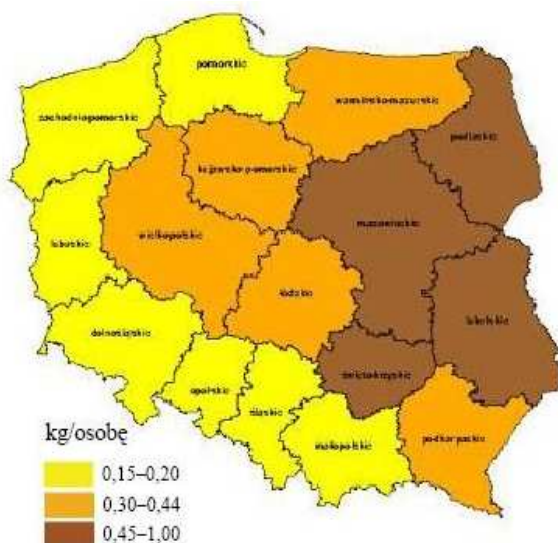 pomorskie
zachodniopomorskie
warmińsko-mazurskie
podlaskie
kujawsko-pomorskie
mazowieckie
wielkopolskie
lubuskie
łódzkie
lubelskie
dolnośląskie
świętokrzyskie
opolskie
śląskie
małopolskie
podkarpackie
kg/osobę
0,15–0,20
0,30–0,44
0,45–1,00